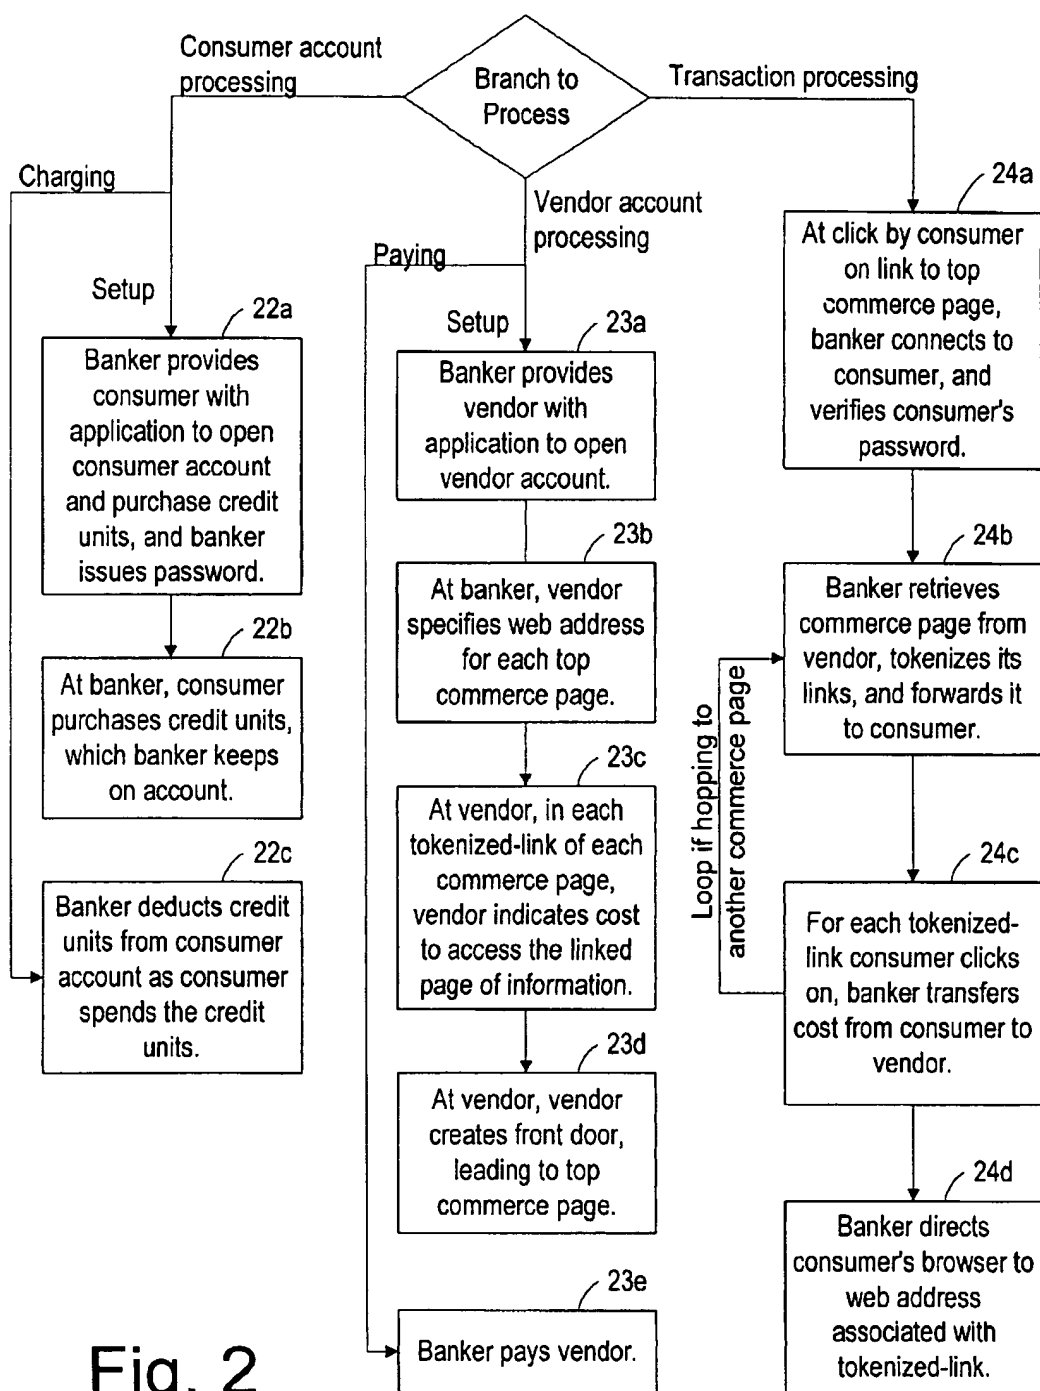 Branch to
Process
Consumer account
processing
Charging
Setup
22a
Banker provides
consumer with
application to open
consumer account
and purchase credit
units, and banker
issues password.
22b
At banker, consumer
purchases credit units,
which banker keeps
on account.
22c
Banker deducts credit
units from consumer
account as consumer
spends the credit
units.
Vendor account
processing
Paying
Setup
23a
Banker provides
vendor with
application to open
vendor account.
23b
At banker, vendor
specifies web address
for each top
commerce page.
23c
At vendor, in each
tokenized-link of each
commerce page,
vendor indicates cost
to access the linked
page of information.
23d
At vendor, vendor
creates front door,
leading to top
commerce page.
23e
Banker pays vendor.
Transaction processing
24a
At click by consumer
on link to top
commerce page,
banker connects to
consumer, and
verifies consumer's
password.
24b
Banker retrieves
commerce page from
vendor, tokenizes its
links, and forwards it
to consumer.
Loop if hopping to
another commerce page
24c
For each tokenized-
link consumer clicks
on, banker transfers
cost from consumer to
vendor.
24d
Banker directs
consumer's browser to
web address
associated with
tokenized-link.
Fig. 2